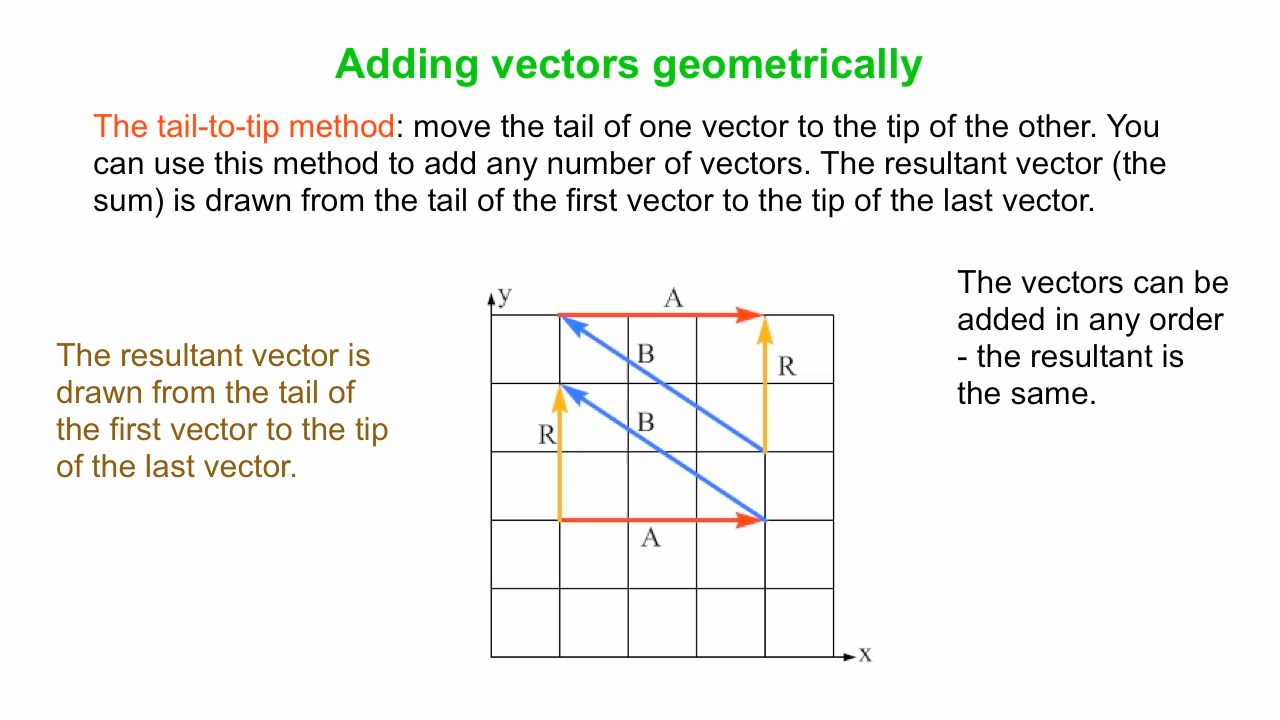 Adding vectors geometrically
The tail-to-tip method: move the tail of one vector to the tip of the other. You
can use this method to add any number of vectors. The resultant vector (the
sum) is drawn from the tail of the first vector to the tip of the last vector.
The resultant vector is
drawn from the tail of
the first vector to the tip
of the last vector.
y
A
B
R
B
R
A
x
The vectors can be
added in any order
- the resultant is
the same.